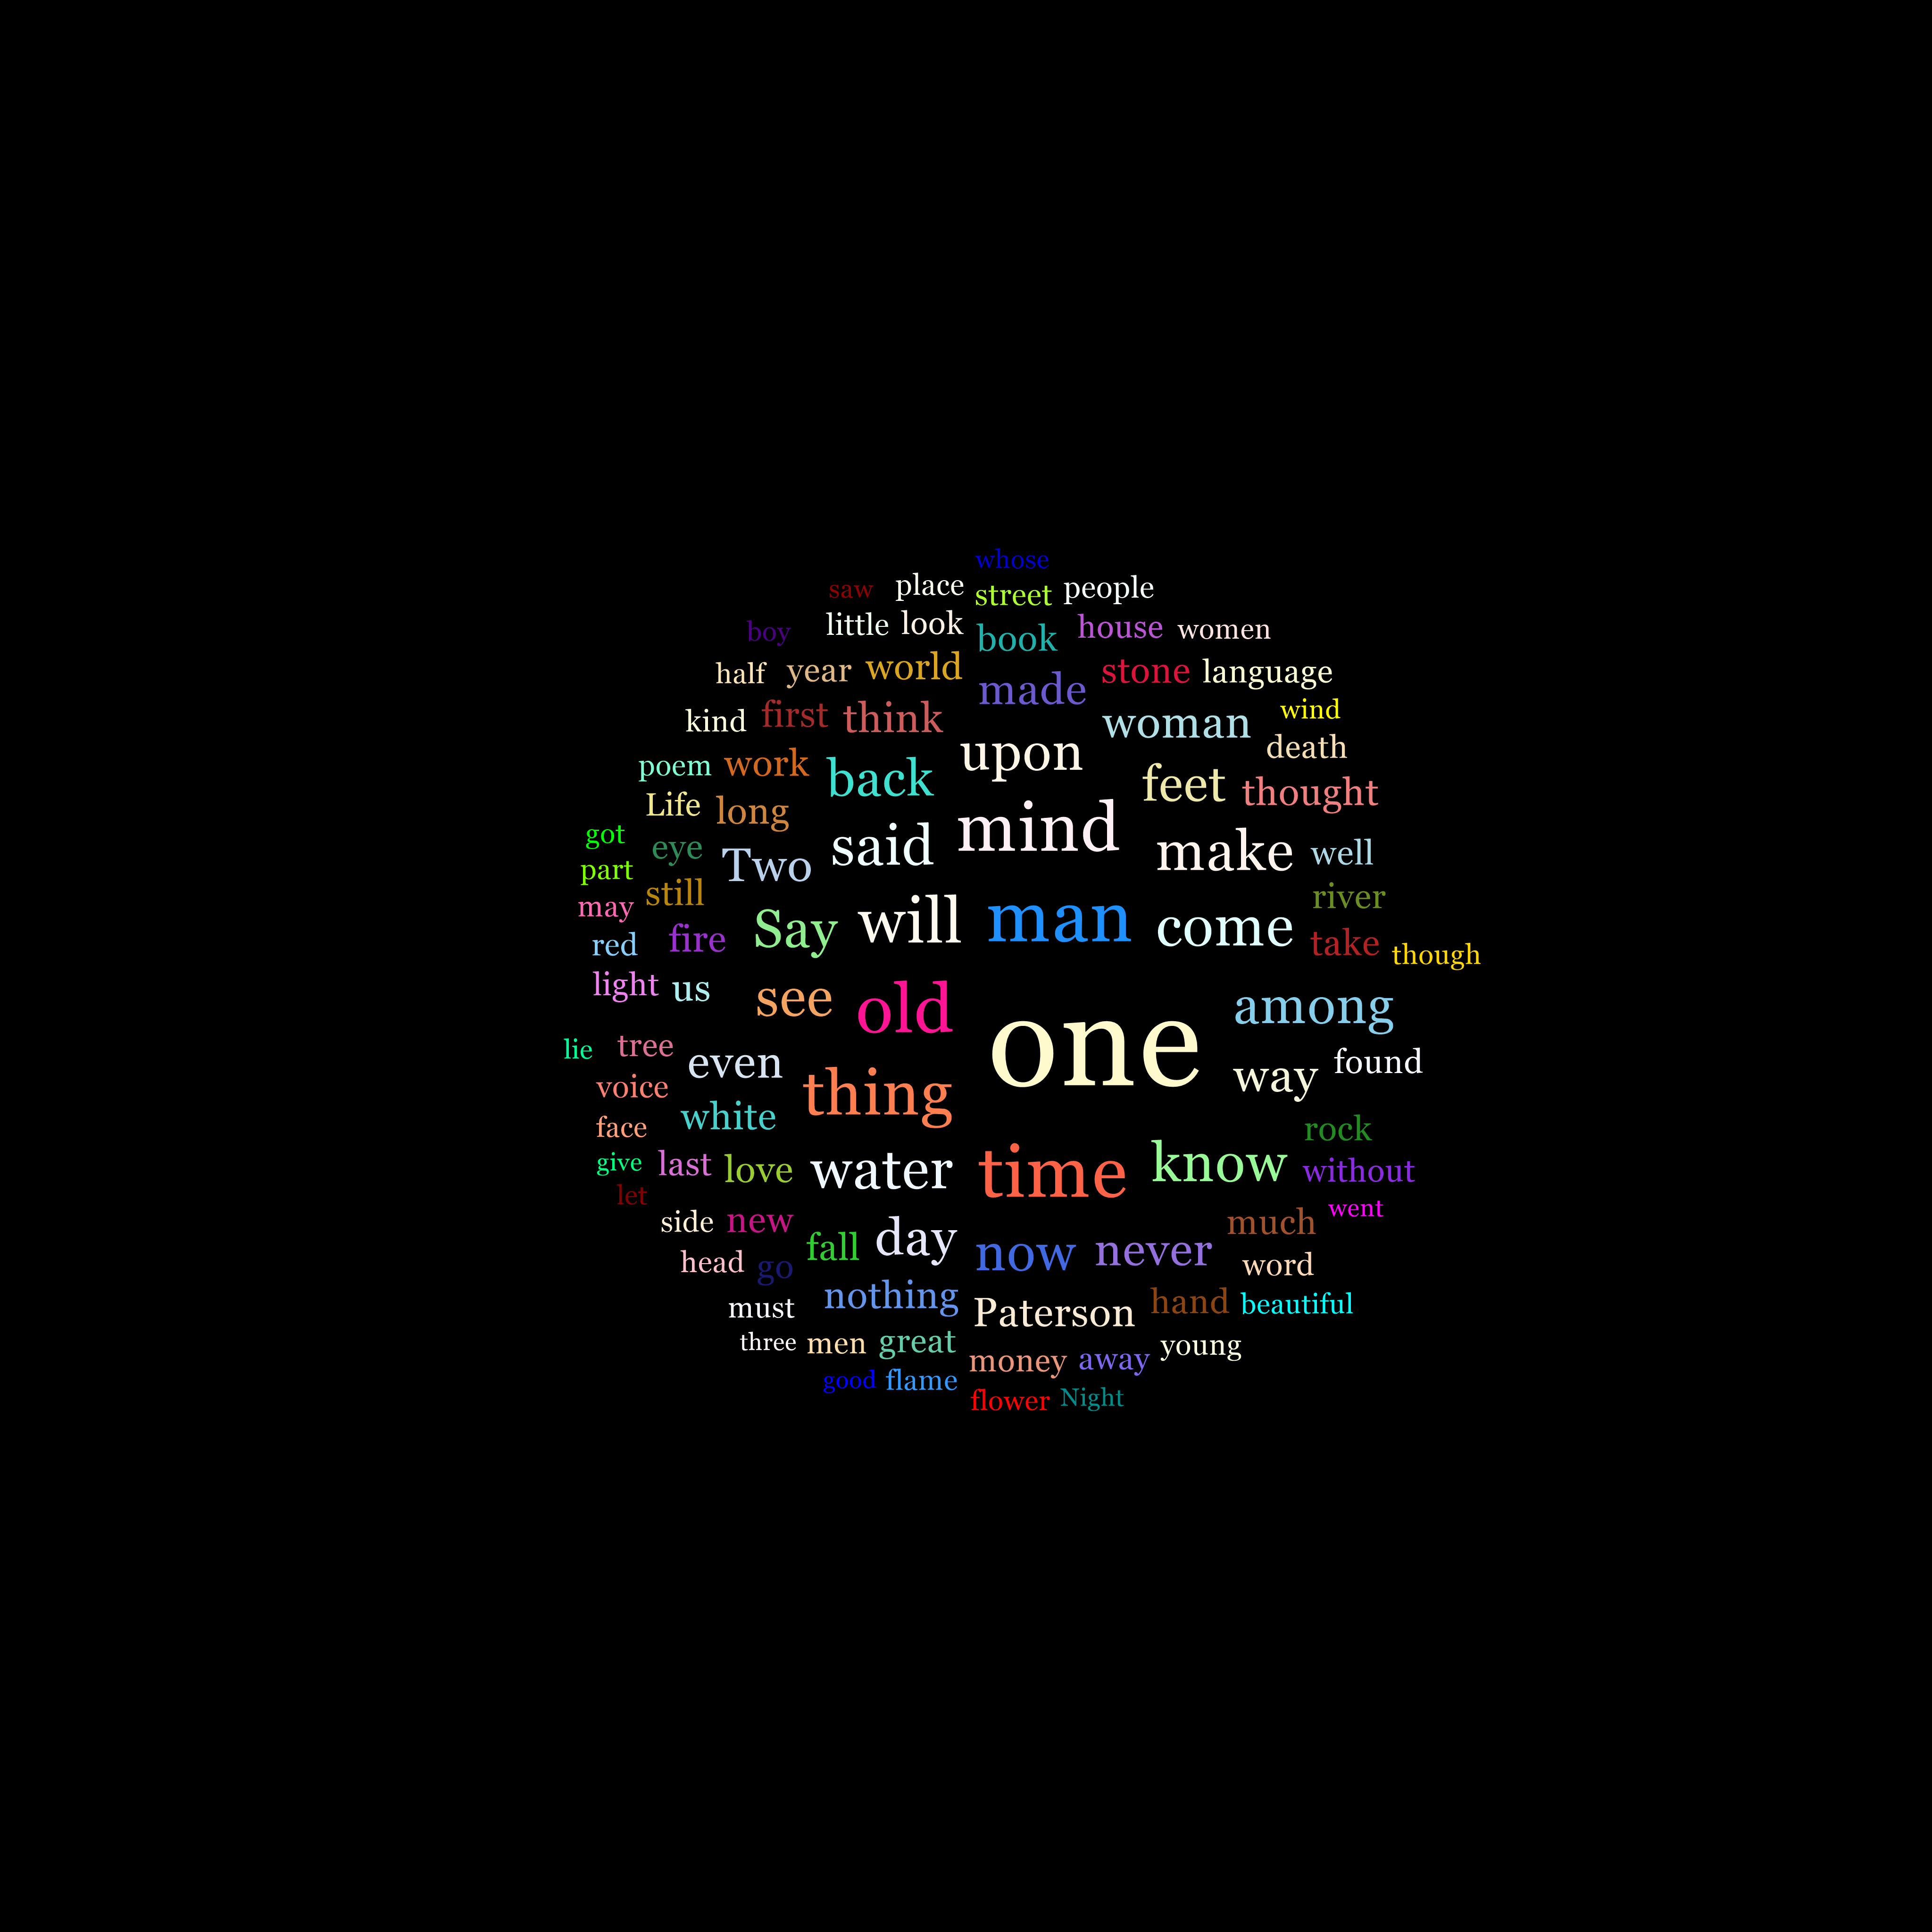 whose
saw place street people
boy little look book house women
half year world made stone language
kind first think upon woman wind
poem work back feet death
Life long said mind thought
got eye Two make well
part still Say will man come river
may fire take though
red see old one among
light us
lie tree even thing way found
voice white
face rock
give last love water time know without
let went
side new fall day now never much
head go word
must nothing Paterson hand beautiful
three men great money away young
good flame flower Night